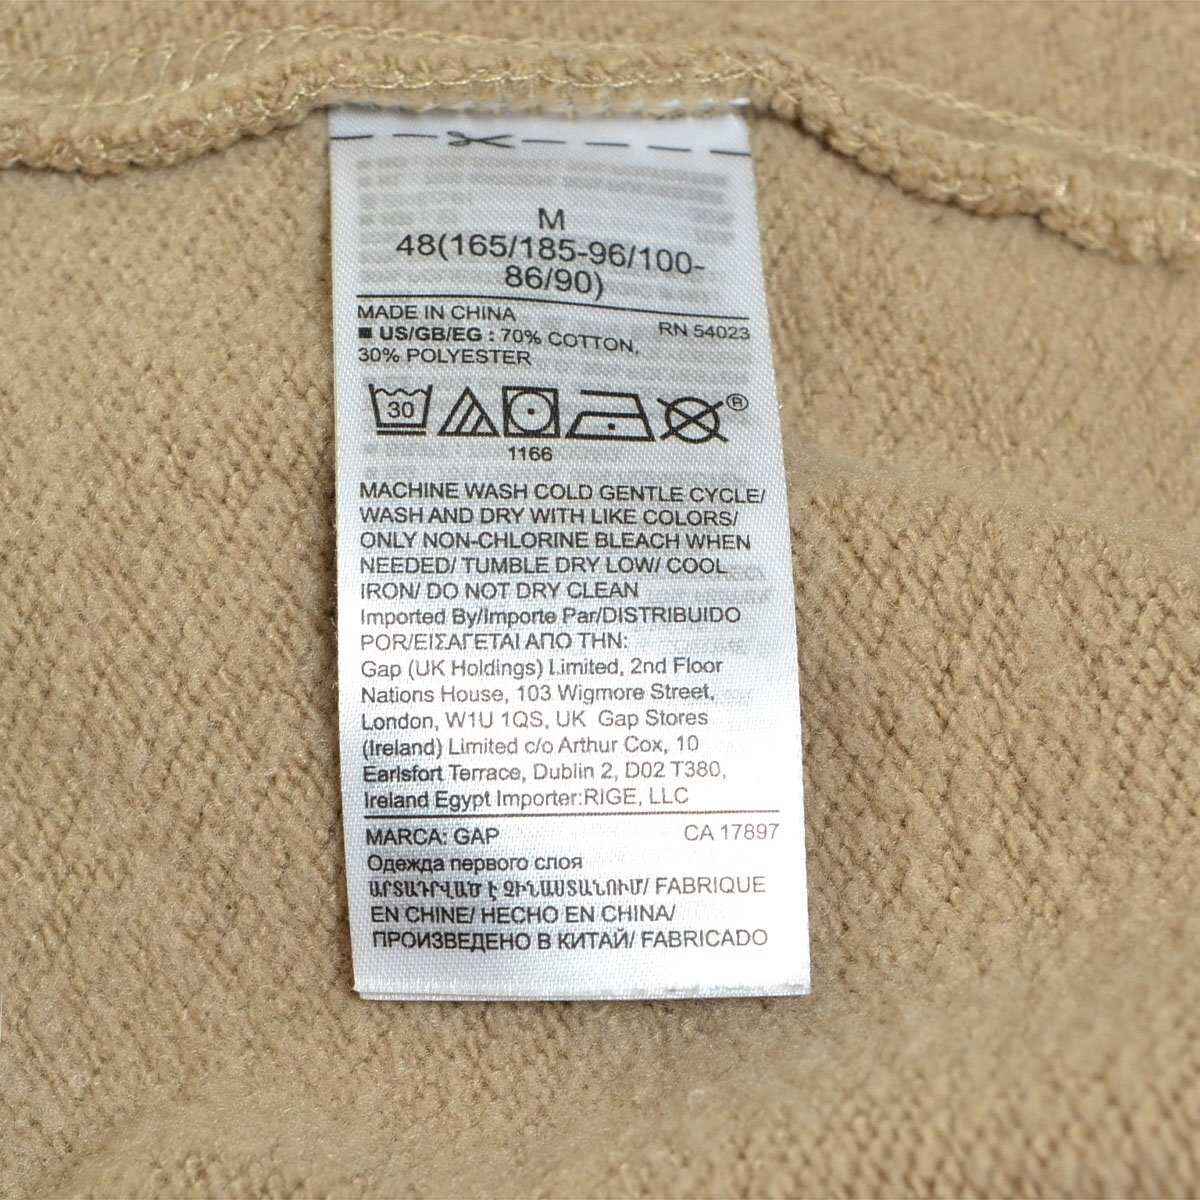 M
48(165/185-96/100-
86/90)
MADE IN CHINA
RN 54023
■ US/GB/EG : 70% COTTON,
30% POLYESTER
30
®
1166
MACHINE WASH COLD GENTLE CYCLE/
WASH AND DRY WITH LIKE COLORS/
ONLY NON-CHLORINE BLEACH WHEN
NEEDED/ TUMBLE DRY LOW/ COOL
IRON/ DO NOT DRY CLEAN
Imported By/Importe Par/DISTRIBUIDO
POR/ΕΙΣΑΓΕΤΑΙ ΑΠΟ ΤΗΝ:
Gap (UK Holdings) Limited, 2nd Floor
Nations House, 103 Wigmore Street,
London, W1U 1QS, UK Gap Stores
(Ireland) Limited c/o Arthur Cox, 10
Earlsfort Terrace, Dublin 2, D02 T380,
Ireland Egypt Importer:RIGE, LLC
MARCA: GAP
CA 17897
Одежда первого слоя
ԱՐՏԱԴՐՎԱԾ Է ՉԻՆԱՍՏԱՆՈՒՄ/ FABRIQUE
EN CHINE/ HECHO EN CHINA/
ПРОИЗВЕДЕНО В КИТАЙ/ FABRICADO